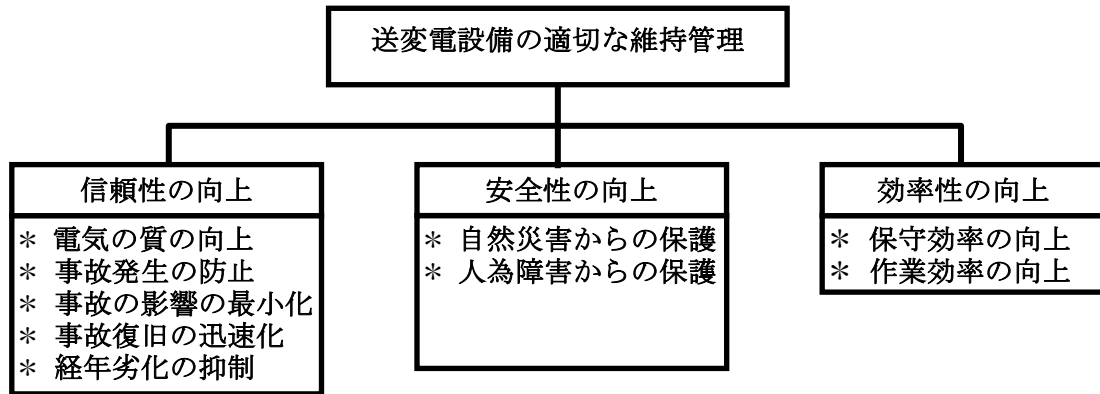 送変電設備の適切な維持管理
信頼性の向上
* 電気の質の向上
* 事故発生の防止
* 事故の影響の最小化
* 事故復旧の迅速化
* 経年劣化の抑制
安全性の向上
* 自然災害からの保護
* 人為障害からの保護
効率性の向上
* 保守効率の向上
* 作業効率の向上